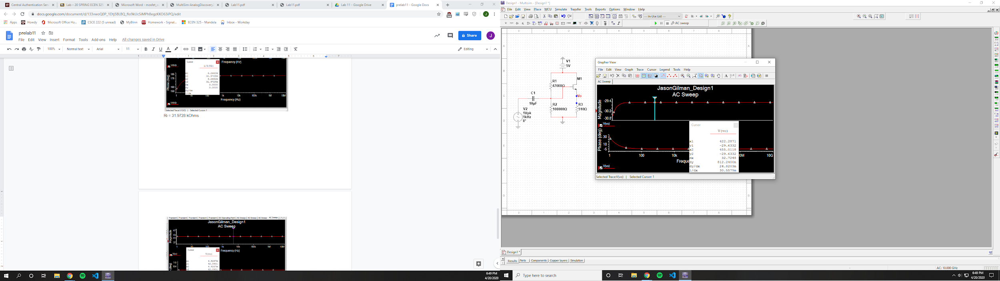 Central Authentication Serv
Lab – 20 SPRING ECEN 325
Microsoft Word - mosfet_c
MultiSim-AnalogDiscovery
Lab11.pdf
Lab11.pdf
Lab 11 - Google Drive
prelab11 - Google Docs
docs.google.com/document/d/133vwoQ0P_1Dtj5BLBQ_flo9kUcSiMPh8egzKKO63iPQ/edit
Apps
Howdy
Microsoft Office Ho...
CSCE 222 (5 unread)
MyBlinn
Homework - Signal...
ECEN 325 - Mandela
Inbox - Workday
prelab11
File Edit View Insert Format Tools Add-ons Help All changes saved in Drive
Share
J
100% Normal text Arial 11
Editing
Cursor
1/I(V2)
Frequency (Hz)
x1 6.2662k
y1 31.9728k
x2 6.2662k
y2 31.9728k
dx 0.0000
dy 0.0000
dy/dx
1/dx
Phase (deg)
185
175
160
150
1 10 100 1k 10k 100k 1M 10M
Frequency (Hz)
Selected Trace:1/I(V2) | Selected Cursor: 1
Ri = 31.9728 kOhms
Transient | Transient | Transient | Transient | Transient | DC Operating Point | AC Sweep | AC Sweep | AC Sweep | AC Sweep
JasonGilman_Design1
AC Sweep
Magnitude
47
43
41
37
1 10 100 1k 10k 100k 1M 10M
Frequency (Hz)
V(vo)
Cursor
V(vo)
x1 4.9267k
y1 42.0931
x2 4.9267k
y2 42.0931
1.0
0.4
6:49 PM
4/20/2020
Design1 - Multisim - [Design1 *]
File Edit View Place MCU Simulate Transfer Tools Reports Options Window Help
--- In-Use List ---
AC sweep
V1
5V
M1
R1
47000Ω
C1
10µF
Vo
R2
100000Ω
R3
510Ω
V2
1Vpk
1kHz
0°
Grapher View
File Edit View Graph Trace Cursor Legend Tools Help
AC Sweep
JasonGilman_Design1
AC Sweep
Magnitude
-29.4
-30.2
-30.8
V(vo)
Phase (deg)
30
10
-5
1 100 10k
10G
Freque
V(vo)
Cursor
V(vo)
x1 422.2871
y1 -29.6332
x2 455.0118
y2 -29.6332
dx 32.7248
dy 812.2400n
dy/dx 24.8203n
1/dx 30.5579m
Selected Trace:V(vo) | Selected Cursor: 1
Design1 *
Results Nets Components Copper layers Simulation
AC: 10.000 GHz
Type here to search
6:49 PM
4/20/2020